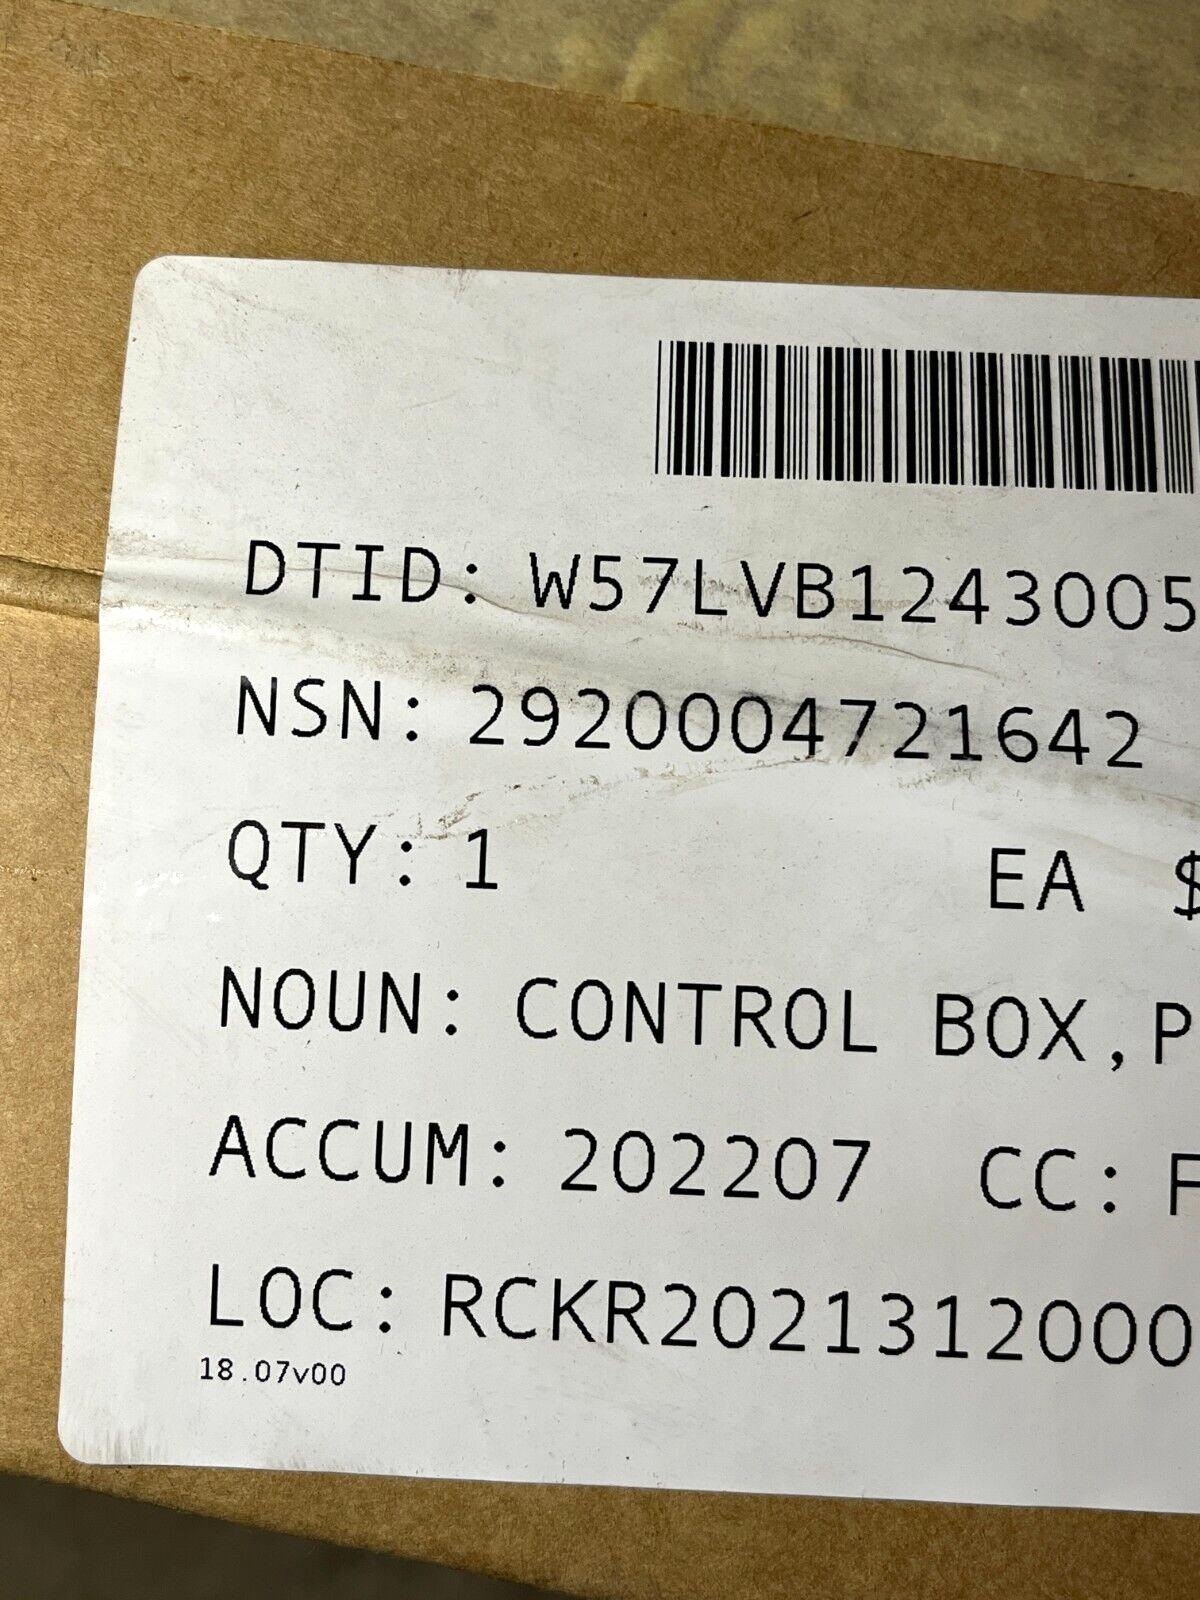 DTID: W57LVB1243005
NSN: 2920004721642
QTY: 1 EA $
NOUN: CONTROL BOX,P
ACCUM: 202207 CC: F
LOC: RCKR2021312000
18.07v00